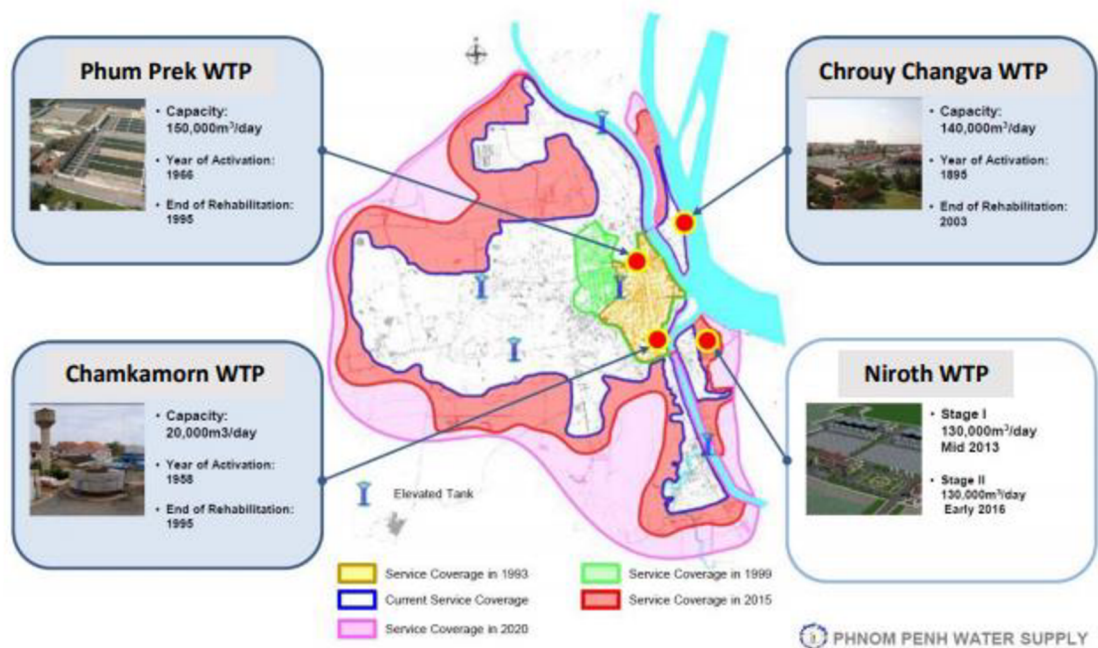 Phum Prek WTP
• Capacity:
150,000m³/day
• Year of Activation:
1966
• End of Rehabilitation:
1995
Chrouy Changva WTP
• Capacity:
140,000m³/day
• Year of Activation:
1895
• End of Rehabilitation:
2003
Chamkamorn WTP
• Capacity:
20,000m3/day
• Year of Activation:
1958
• End of Rehabilitation:
1995
Niroth WTP
• Stage I
130,000m³/day
Mid 2013
• Stage II
130,000m³/day
Early 2016
Elevated Tank
Service Coverage in 1993
Service Coverage in 1999
Current Service Coverage
Service Coverage in 2015
Service Coverage in 2020
PHNOM PENH WATER SUPPLY